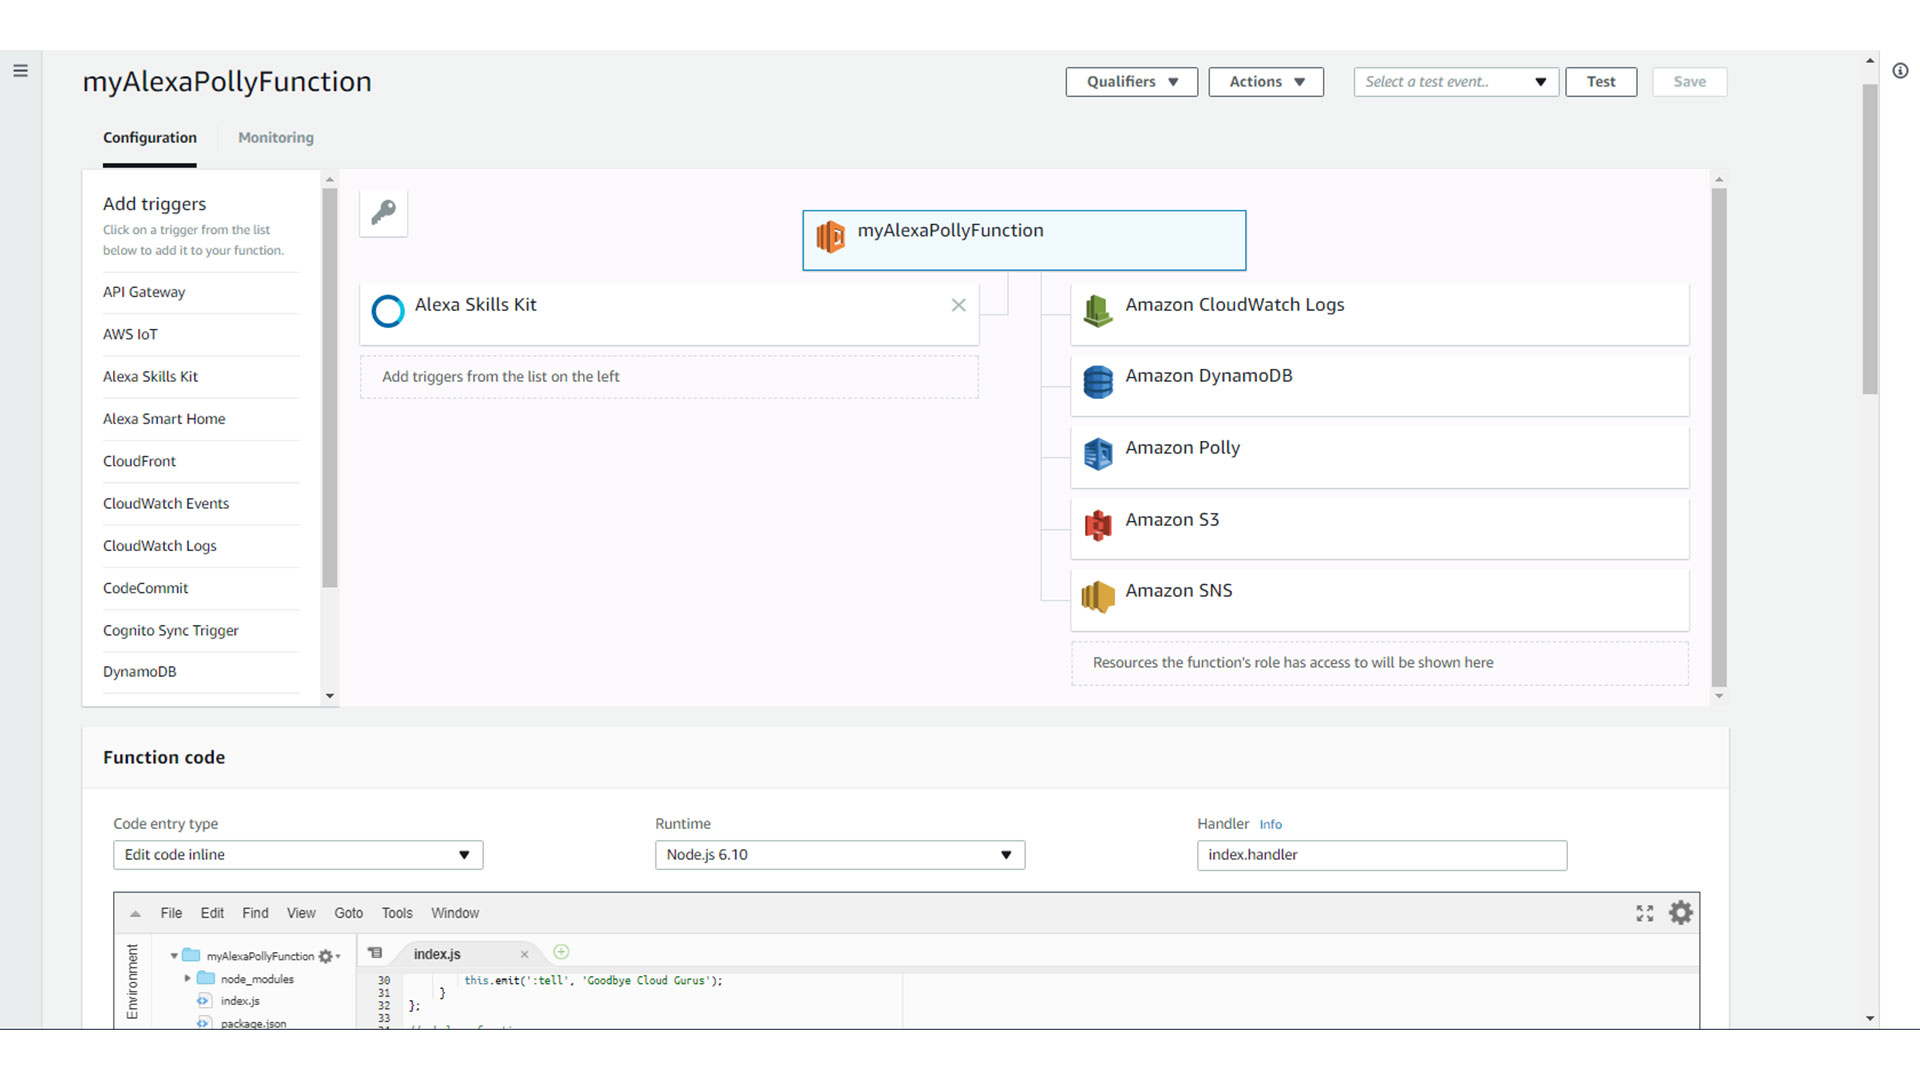 myAlexaPollyFunction
Qualifiers
Actions
Select a test event..
Test
Save
Configuration
Monitoring
Add triggers
Click on a trigger from the list
below to add it to your function.
API Gateway
AWS IoT
Alexa Skills Kit
Alexa Smart Home
CloudFront
CloudWatch Events
CloudWatch Logs
CodeCommit
Cognito Sync Trigger
DynamoDB
myAlexaPollyFunction
Alexa Skills Kit
Add triggers from the list on the left
Amazon CloudWatch Logs
Amazon DynamoDB
Amazon Polly
Amazon S3
Amazon SNS
Resources the function's role has access to will be shown here
Function code
Code entry type
Edit code inline
Runtime
Node.js 6.10
Handler Info
index.handler
File Edit Find View Goto Tools Window
Environment
myAlexaPollyFunction
node_modules
index.js
package.json
index.js
30 this.emit(':tell', 'Goodbye Cloud Gurus');
31 }
32 };
33